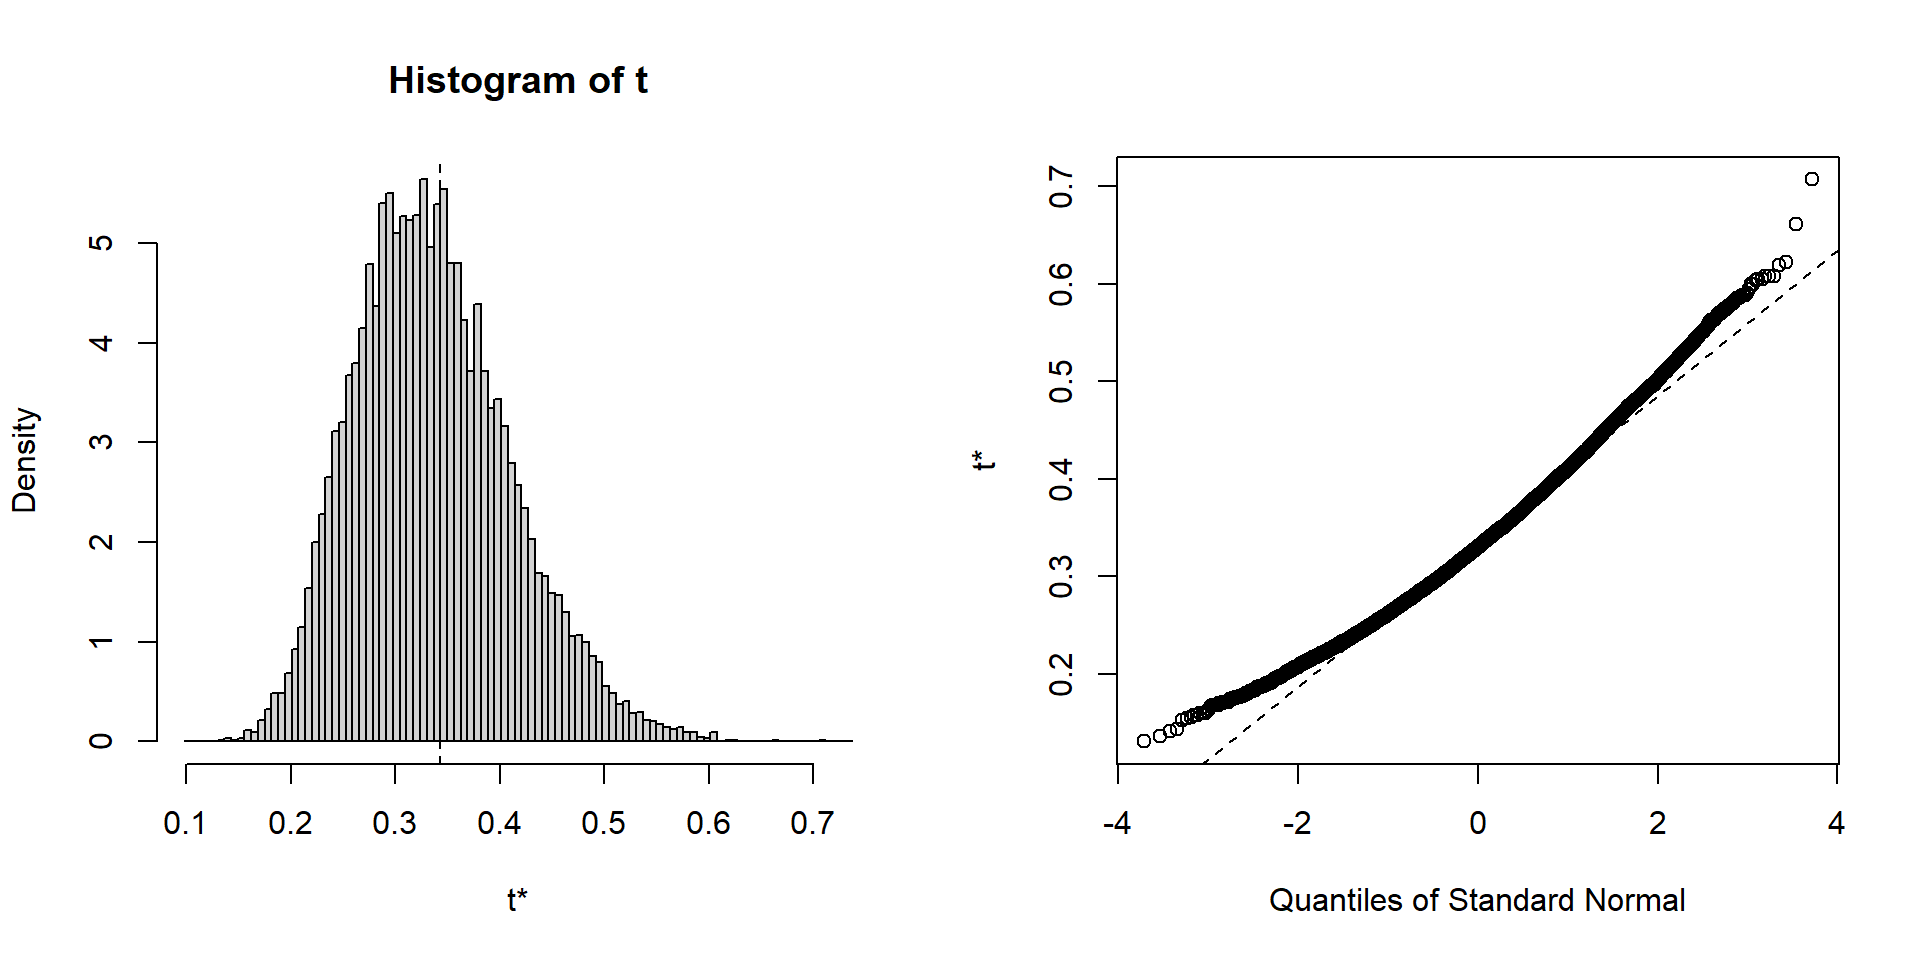 Histogram of t
Density
0 1 2 3 4 5
0.1 0.2 0.3 0.4 0.5 0.6 0.7
t*
t*
0.2 0.3 0.4 0.5 0.6 0.7
-4 -2 0 2 4
Quantiles of Standard Normal